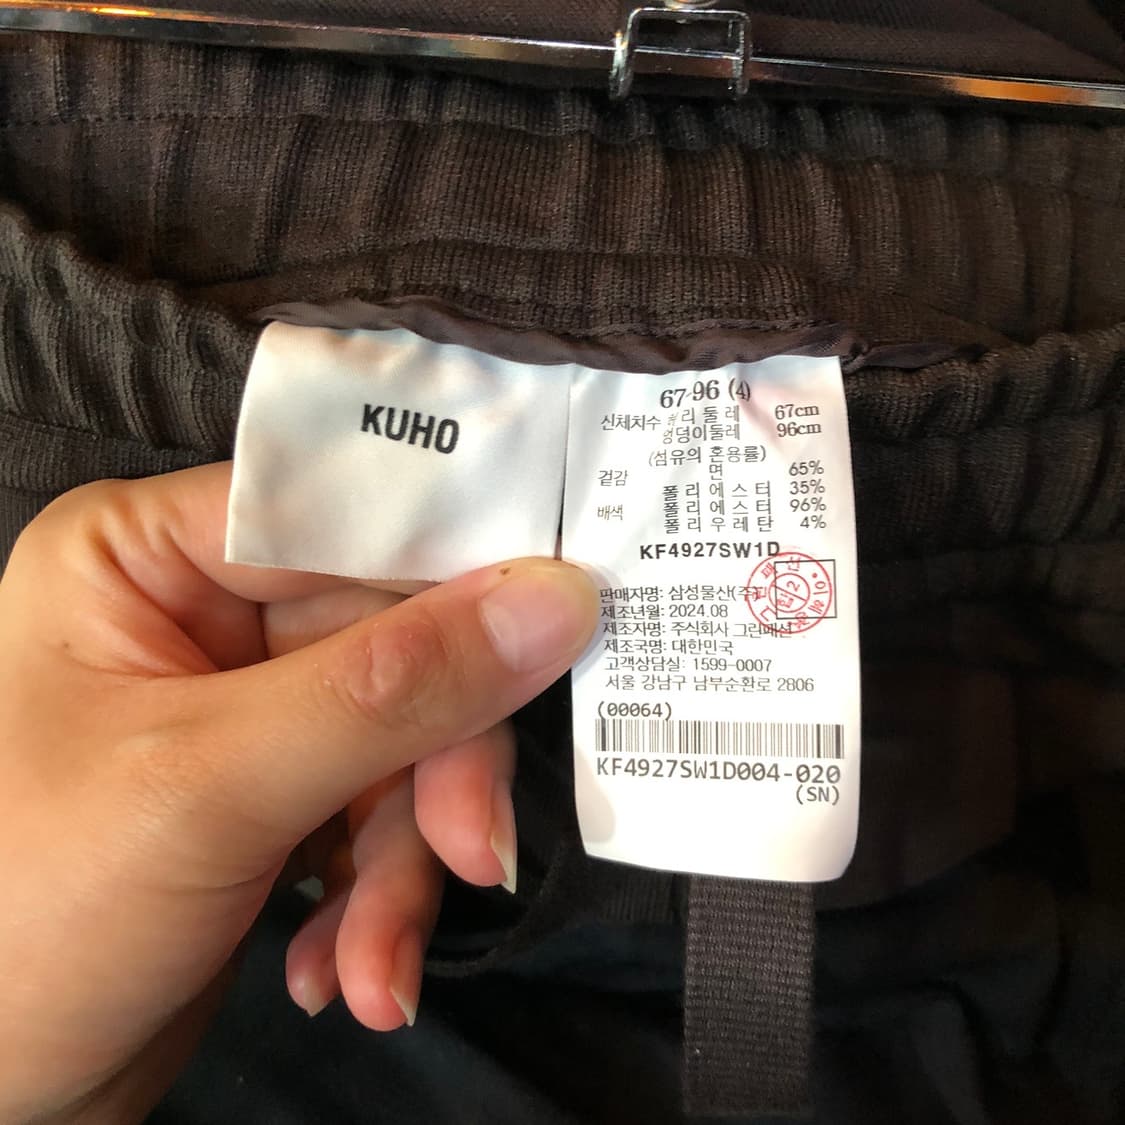 KUHO
67-96 (4)
신체치수 허 리 둘 레 67cm
엉덩이둘레 96cm
(섬유의 혼용률)
겉감 면 65%
폴 리 에 스 터 35%
배색 폴 리 에 스 터 96%
폴 리 우 레 탄 4%
KF4927SW1D
판매자명: 삼성물산(주)
제조년월: 2024.08
제조자명: 주식회사 그린패션
제조국명: 대한민국
고객상담실: 1599-0007
서울 강남구 남부순환로 2806
(00064)
KF4927SW1D004-020
(SN)